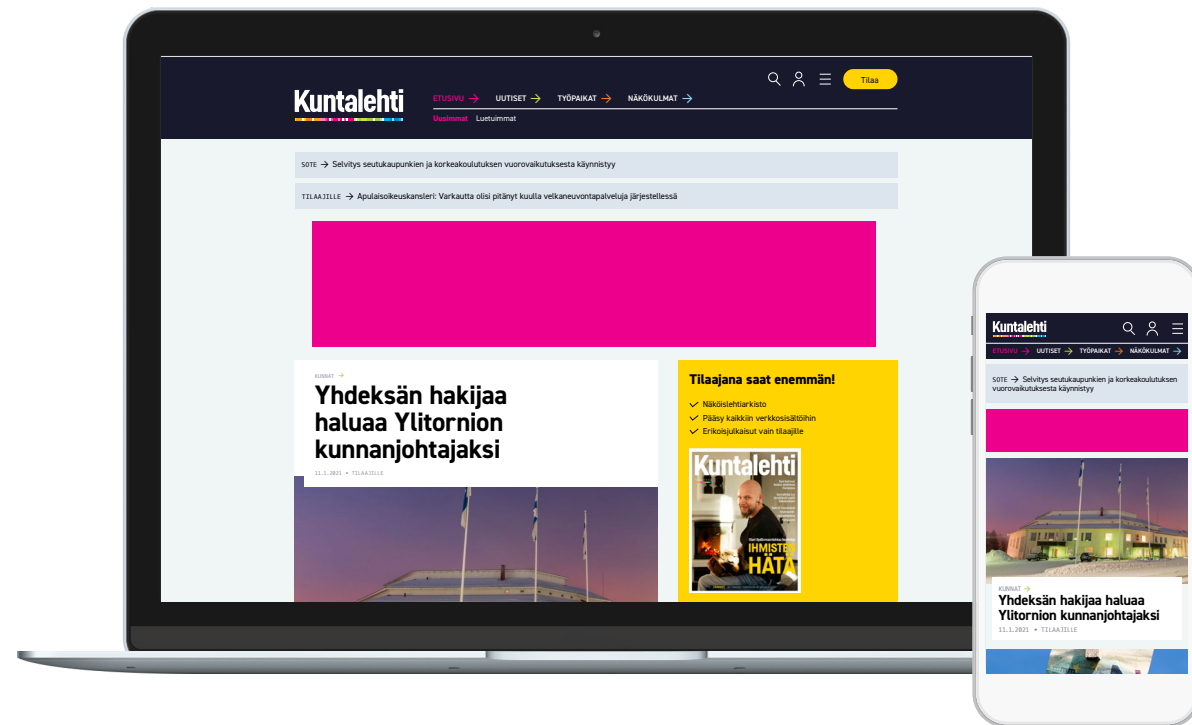 Tilaa
Kuntalehti
ETUSIVU → UUTISET → TYÖPAIKAT → NÄKÖKULMAT →
Uusimmat Luetuimmat
SOTE → Selvitys seutukaupunkien ja korkeakoulutuksen vuorovaikutuksesta käynnistyy
TILAAJILLE → Apulaisoikeuskansleri: Varkautta olisi pitänyt kuulla velkaneuvontapalveluja järjestellessä
KUNNAT →
Yhdeksän hakijaa
haluaa Ylitornion
kunnanjohtajaksi
11.1.2021 • TILAAJILLE
Tilaajana saat enemmän!
✓ Näköislehtiarkisto
✓ Pääsy kaikkiin verkkosisältöihin
✓ Erikoisjulkaisut vain tilaajille
Kuntalehti
IHMISTEN
HÄTÄ
Kuntalehti
ETUSIVU → UUTISET → TYÖPAIKAT → NÄKÖKULMAT →
SOTE → Selvitys seutukaupunkien ja korkeakoulutuksen
vuorovaikutuksesta käynnistyy
KUNNAT →
Yhdeksän hakijaa haluaa
Ylitornion kunnanjohtajaksi
11.1.2021 • TILAAJILLE